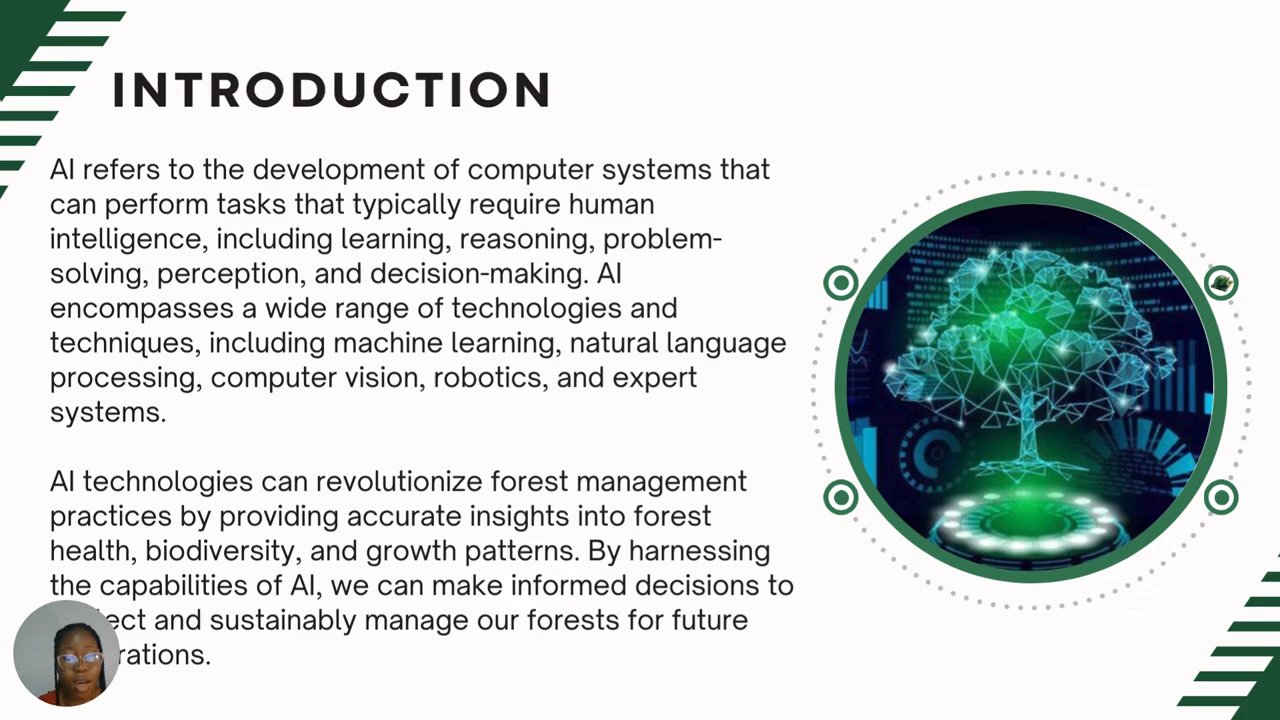 INTRODUCTION
AI refers to the development of computer systems that
can perform tasks that typically require human
intelligence, including learning, reasoning, problem-
solving, perception, and decision-making. AI
encompasses a wide range of technologies and
techniques, including machine learning, natural language
processing, computer vision, robotics, and expert
systems.
AI technologies can revolutionize forest management
practices by providing accurate insights into forest
health, biodiversity, and growth patterns. By harnessing
the capabilities of AI, we can make informed decisions to
and sustainably manage our forests for future